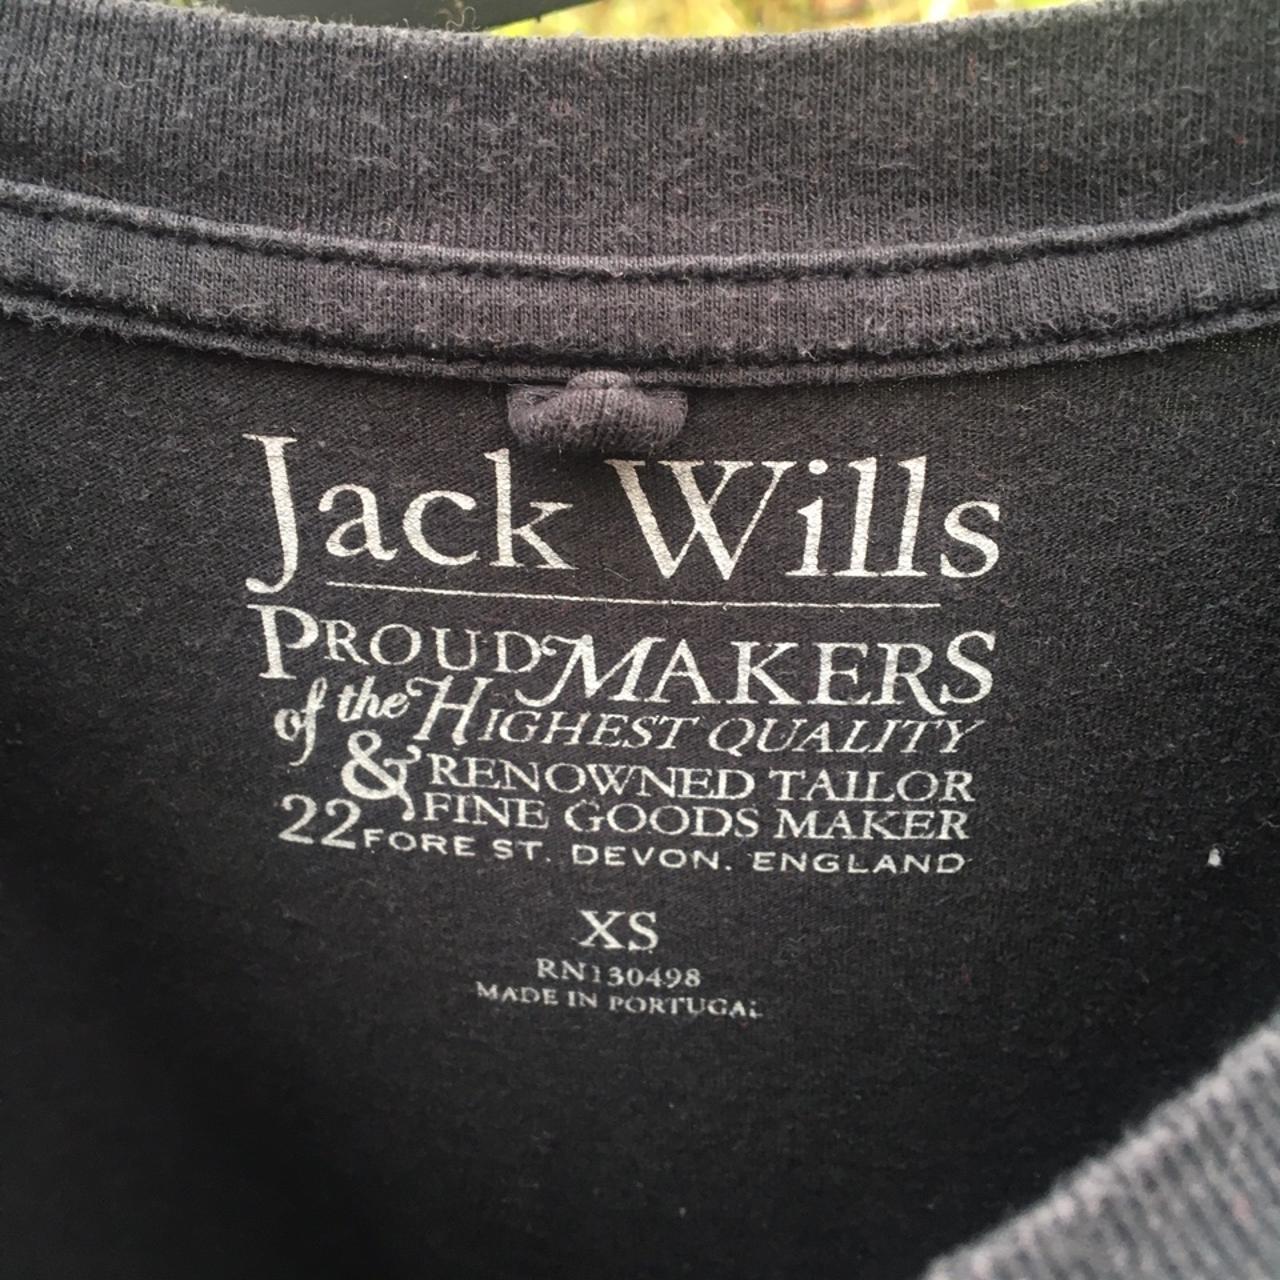 Jack Wills
PROUD MAKERS
of the HIGHEST QUALITY
& RENOWNED TAILOR
FINE GOODS MAKER
22 FORE ST. DEVON. ENGLAND
XS
RN130498
MADE IN PORTUGAL